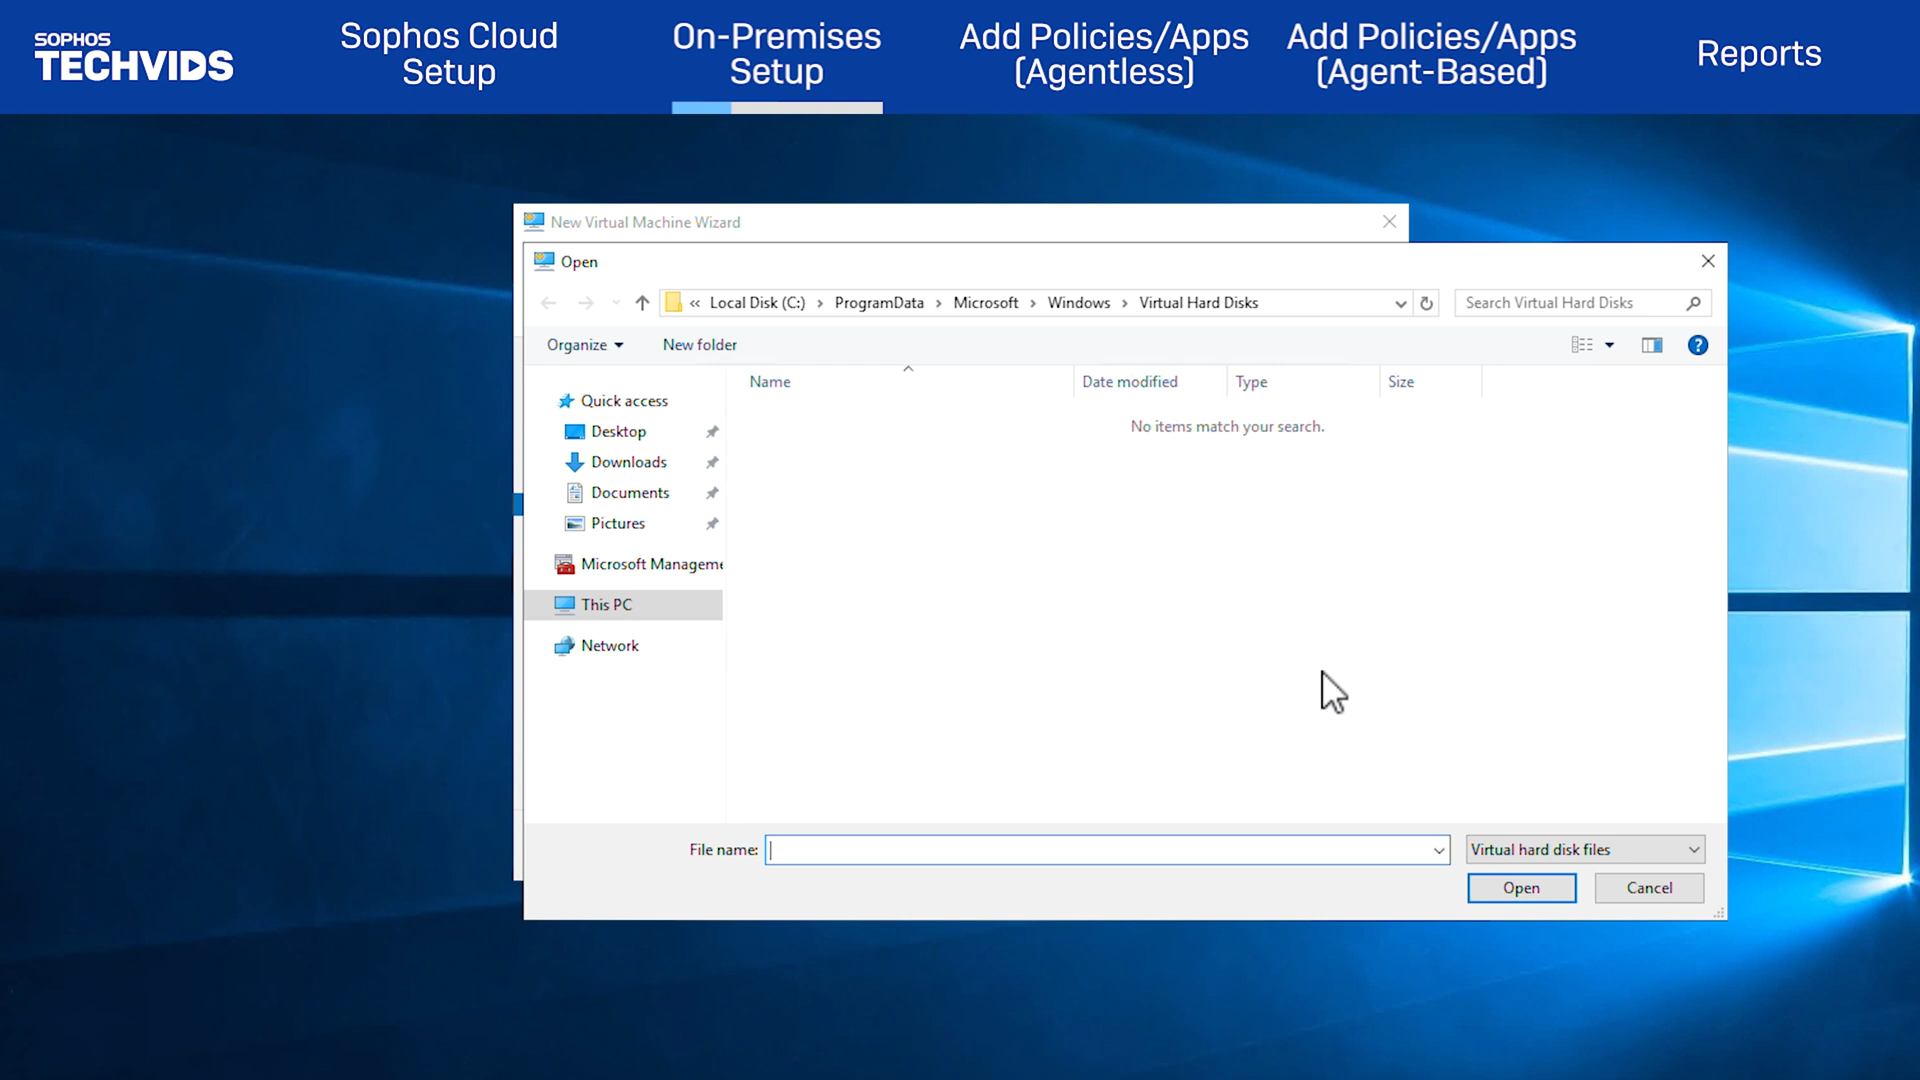 SOPHOS
TECHVIDS
Sophos Cloud
Setup
On-Premises
Setup
Add Policies/Apps
(Agentless)
Add Policies/Apps
(Agent-Based)
Reports
New Virtual Machine Wizard
Open
« Local Disk (C:) › ProgramData › Microsoft › Windows › Virtual Hard Disks
Search Virtual Hard Disks
Organize
New folder
?
Name
Date modified
Type
Size
No items match your search.
Quick access
Desktop
Downloads
Documents
Pictures
Microsoft Manageme
This PC
Network
File name:
Virtual hard disk files
Open
Cancel